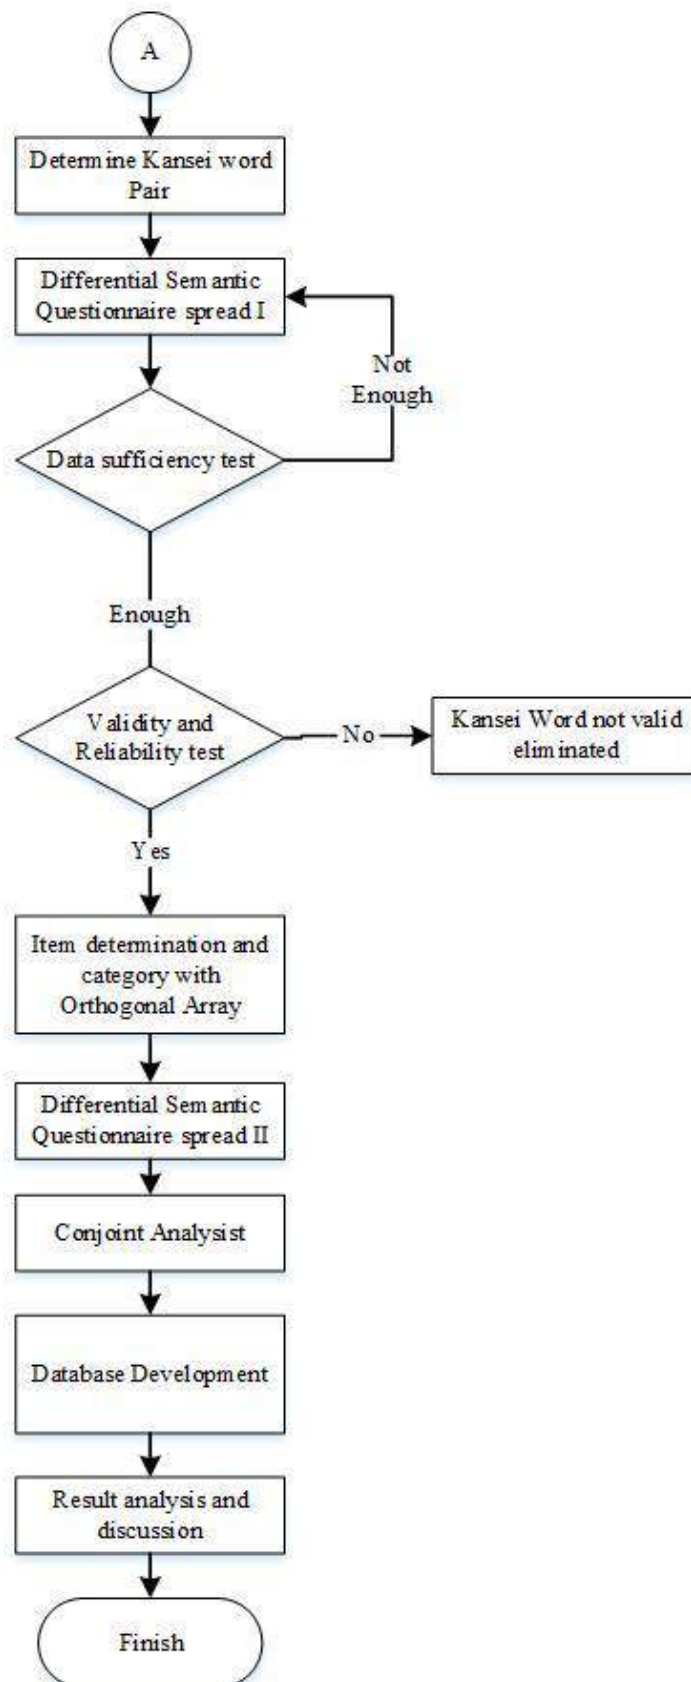 A
Determine Kansei word
Pair
Differential Semantic
Questionnaire spread I
Not
Enough
Data sufficiency test
Enough
Validity and
Reliability test
No
Kansei Word not valid
eliminated
Yes
Item determination and
category with
Orthogonal Array
Differential Semantic
Questionnaire spread II
Conjoint Analysist
Database Development
Result analysis and
discussion
Finish